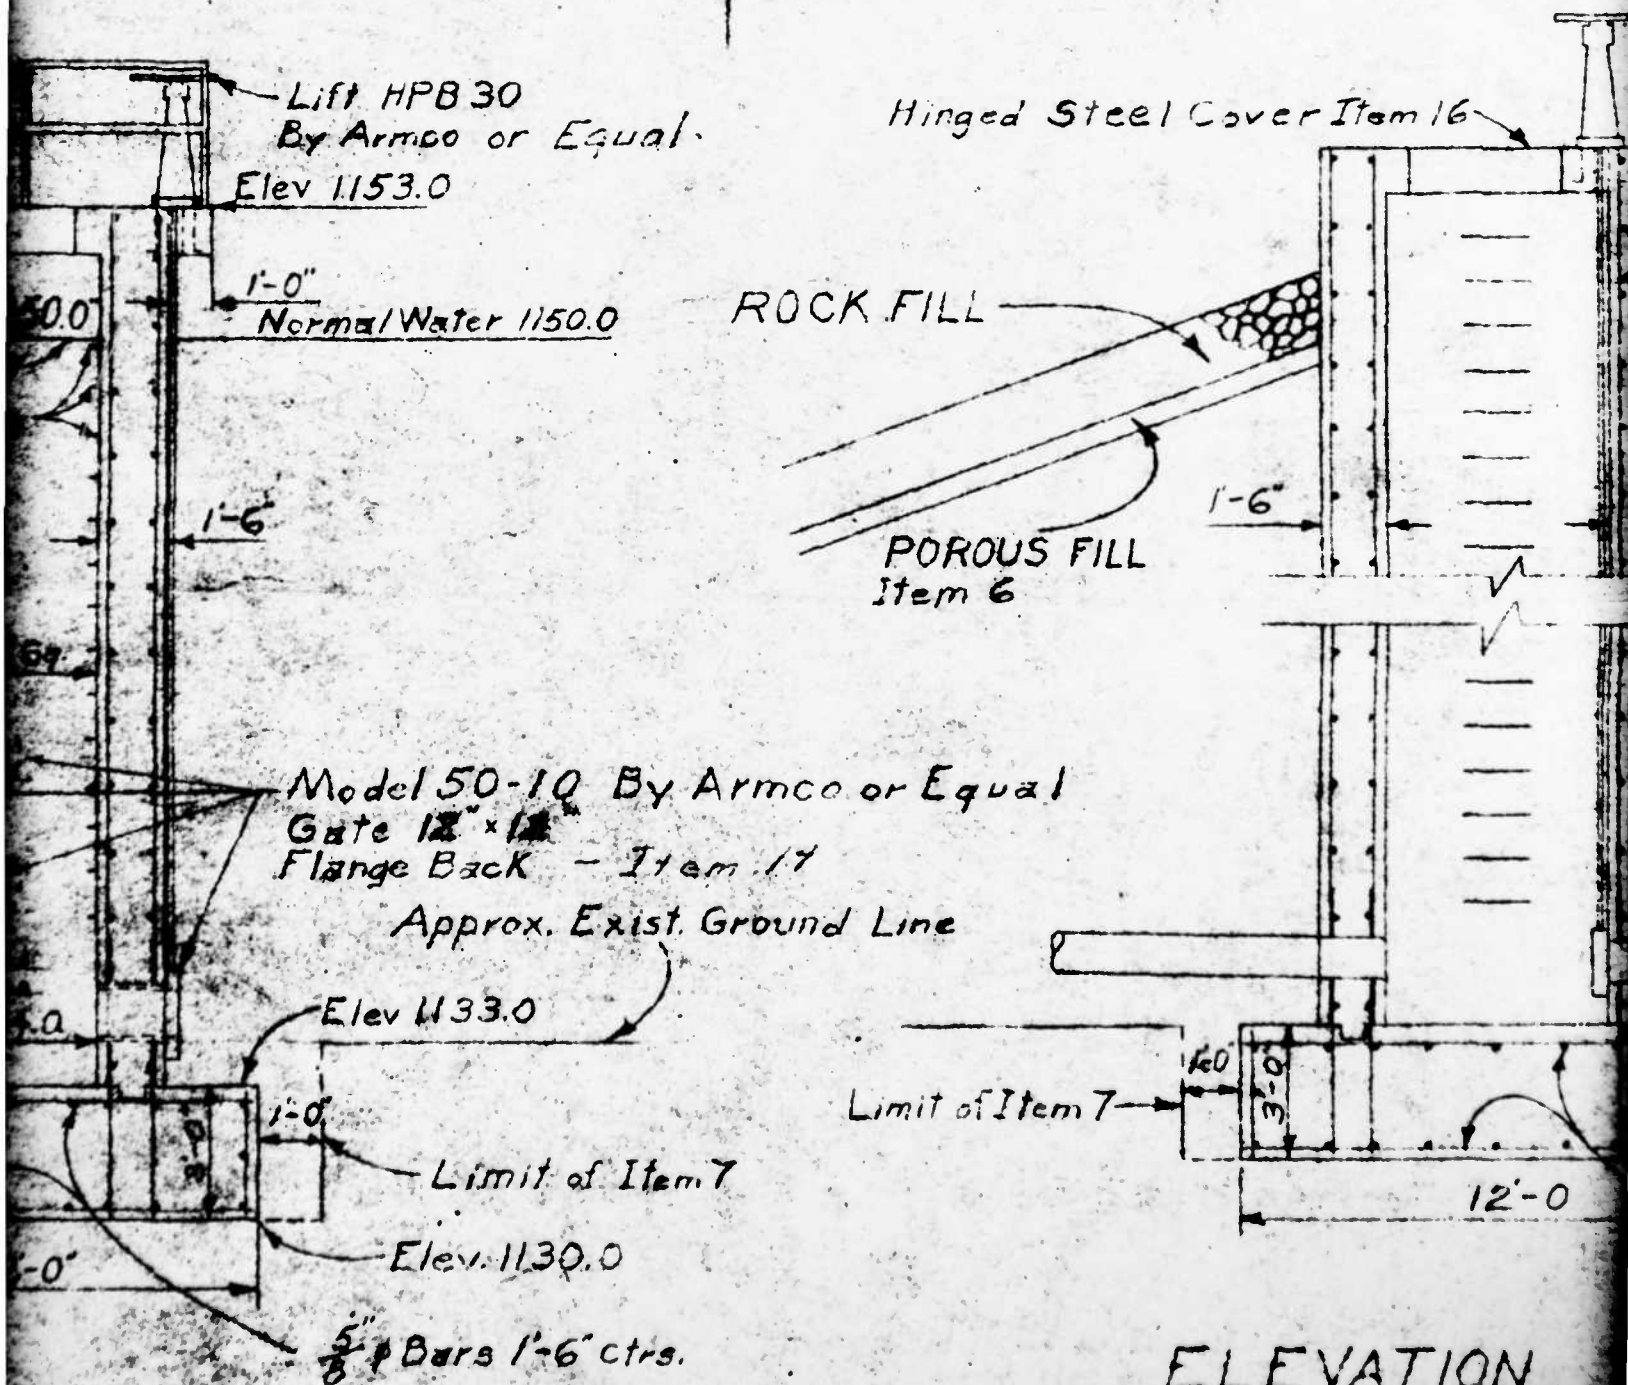 Lift HPB 30
By Armco or Equal.
Elev 1153.0
1'-0"
50.0
Normal Water 1150.0
1'-6"
Model 50-10 By Armco or Equal
Gate
Flange Back - Item 17
Approx. Exist. Ground Line
Elev 1133.0
1'-0"
Limit of Item 7
Elev. 1130.0
-0"
5/8" φ Bars 1'-6" ctrs.
Hinged Steel Cover Item 16
ROCK FILL
1'-6"
POROUS FILL
Item 6
3'-0"
Limit of Item 7
12'-0
ELEVATION